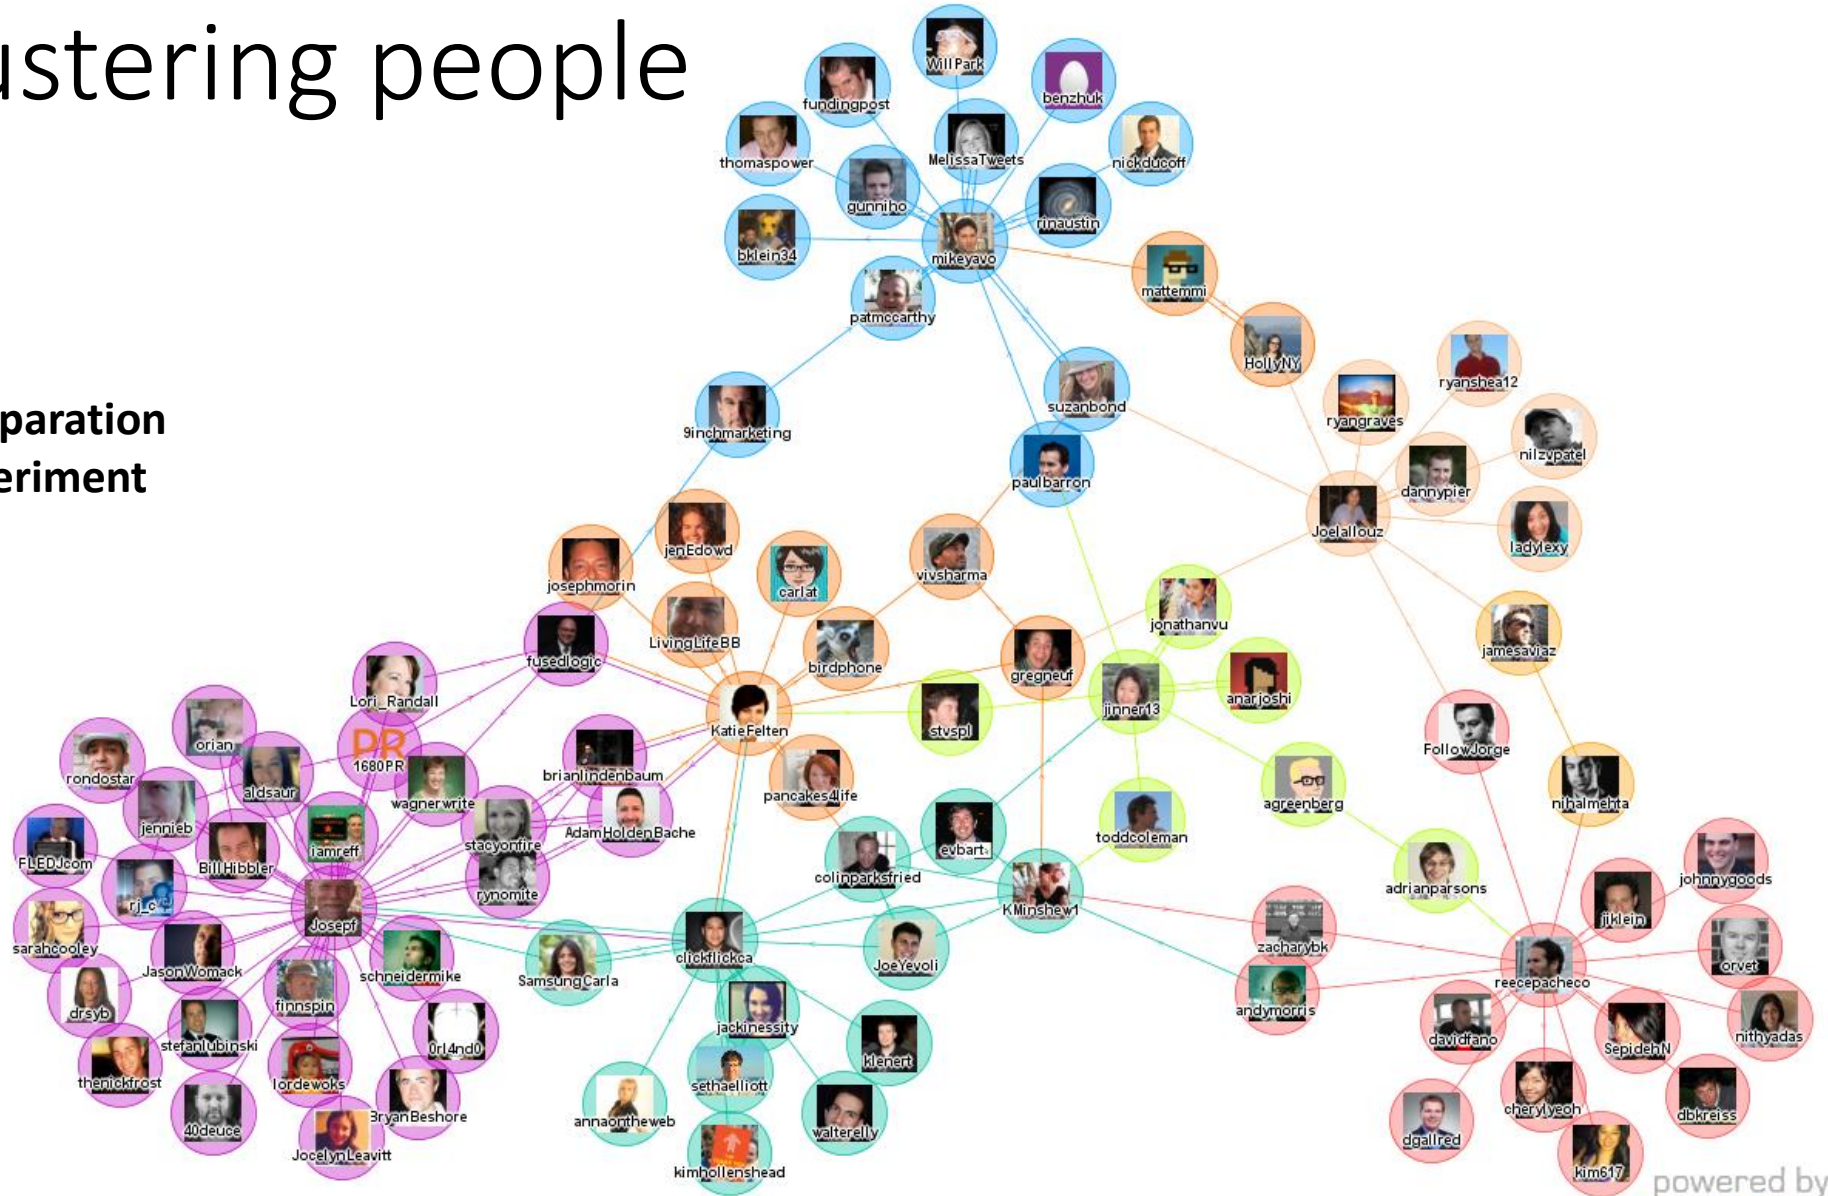 ustering people
paration
eriment
WillPark
fundingpost
benzhuk
thomaspower
MelissaTweets
nickducoff
gunniho
rinaustin
bklein34
mikeyavo
mattemmi
patmccarthy
HollyNY
ryanshea12
suzanbond
ryangraves
9inchmarketing
nilzvpatel
paulbarron
dannypier
Joelallouz
jenEdowd
ladylexy
josephmorin
carlat
vivsharma
jonathanvu
LivingLifeBB
fusedlogic
birdphone
gregneuf
jamesaviaz
Lori_Randall
anarjoshi
jinner13
KatieFelten
stvspl
orian
FollowJorge
PR
1680PR
rondostar
brianlindenbaum
aldsaur
wagnerwrite
pancakes4life
agreenberg
nihalmehta
jennieb
AdamHoldenBache
toddcoleman
stacyonfire
iamreff
evbart
FLEDJcom
BillHibbler
colinparksfried
johnnygoods
adrianparsons
rynomite
rj_c
KMinshew1
jiklein
Josepf
sarahcooley
zacharybk
clickflickca
JoeYevoli
orvet
JasonWomack
schneidermike
SamsungCarla
reecepacheco
finnspin
andymorris
drsyb
jackinessity
nithyadas
davidfano
stefanlubinski
0rl4nd0
SepidehN
klenert
thenickfrost
lordewoks
sethaelliott
cherylyeoh
BryanBeshore
dbkreiss
annaontheweb
40deuce
walterelly
dgallred
JocelynLeavitt
kimhollenshead
kim617
powered by